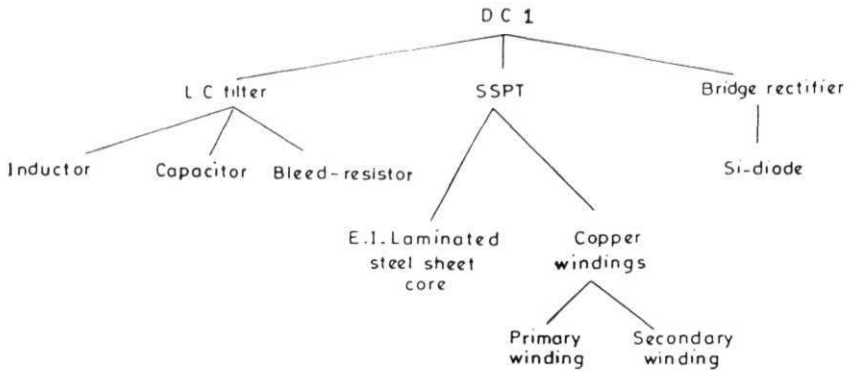 DC 1
LC filter
SSPT
Bridge rectifier
Inductor
Capacitor
Bleed-resistor
Si-diode
E.I. Laminated
steel sheet
core
Copper
windings
Primary
winding
Secondary
winding